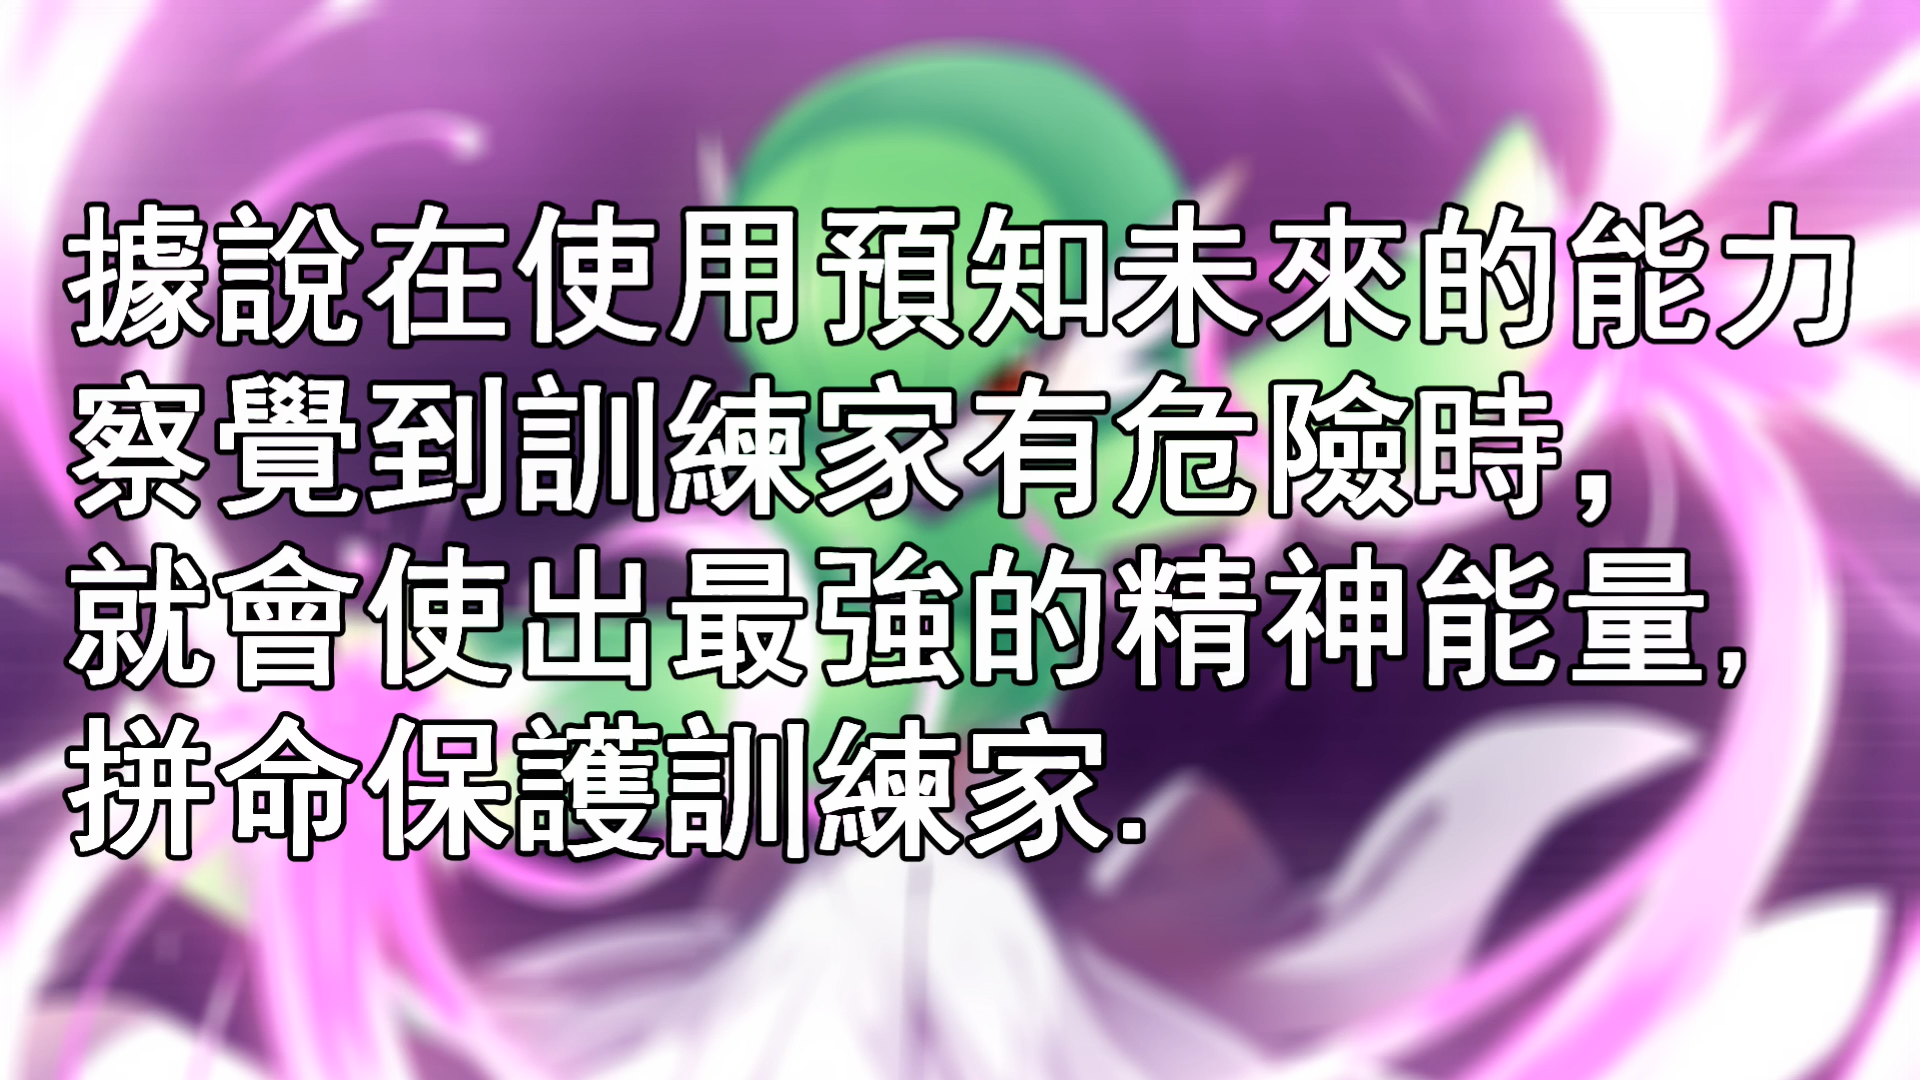 據說在使用預知未來的能力
察覺到訓練家有危險時，
就會使出最強的精神能量,
拼命保護訓練家.